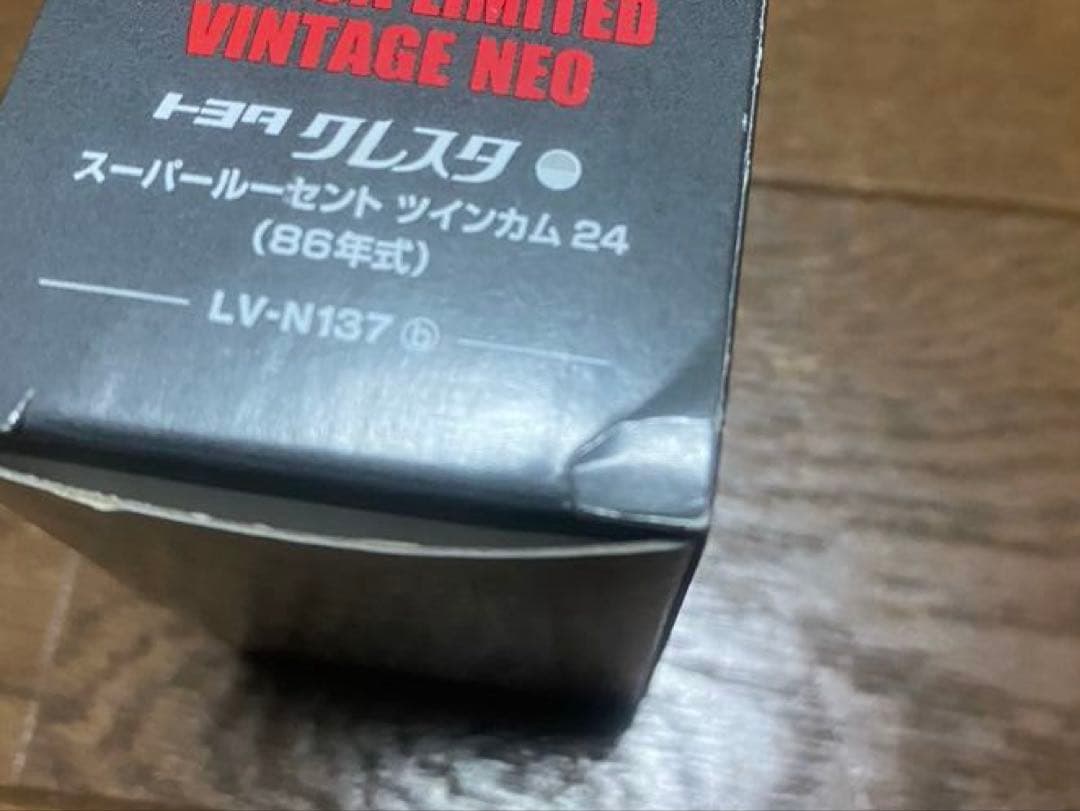 LIMITED
VINTAGE NEO
トヨタ クレスタ
スーパールーセント ツインカム 24
(86年式)
LV-N137 ⓑ